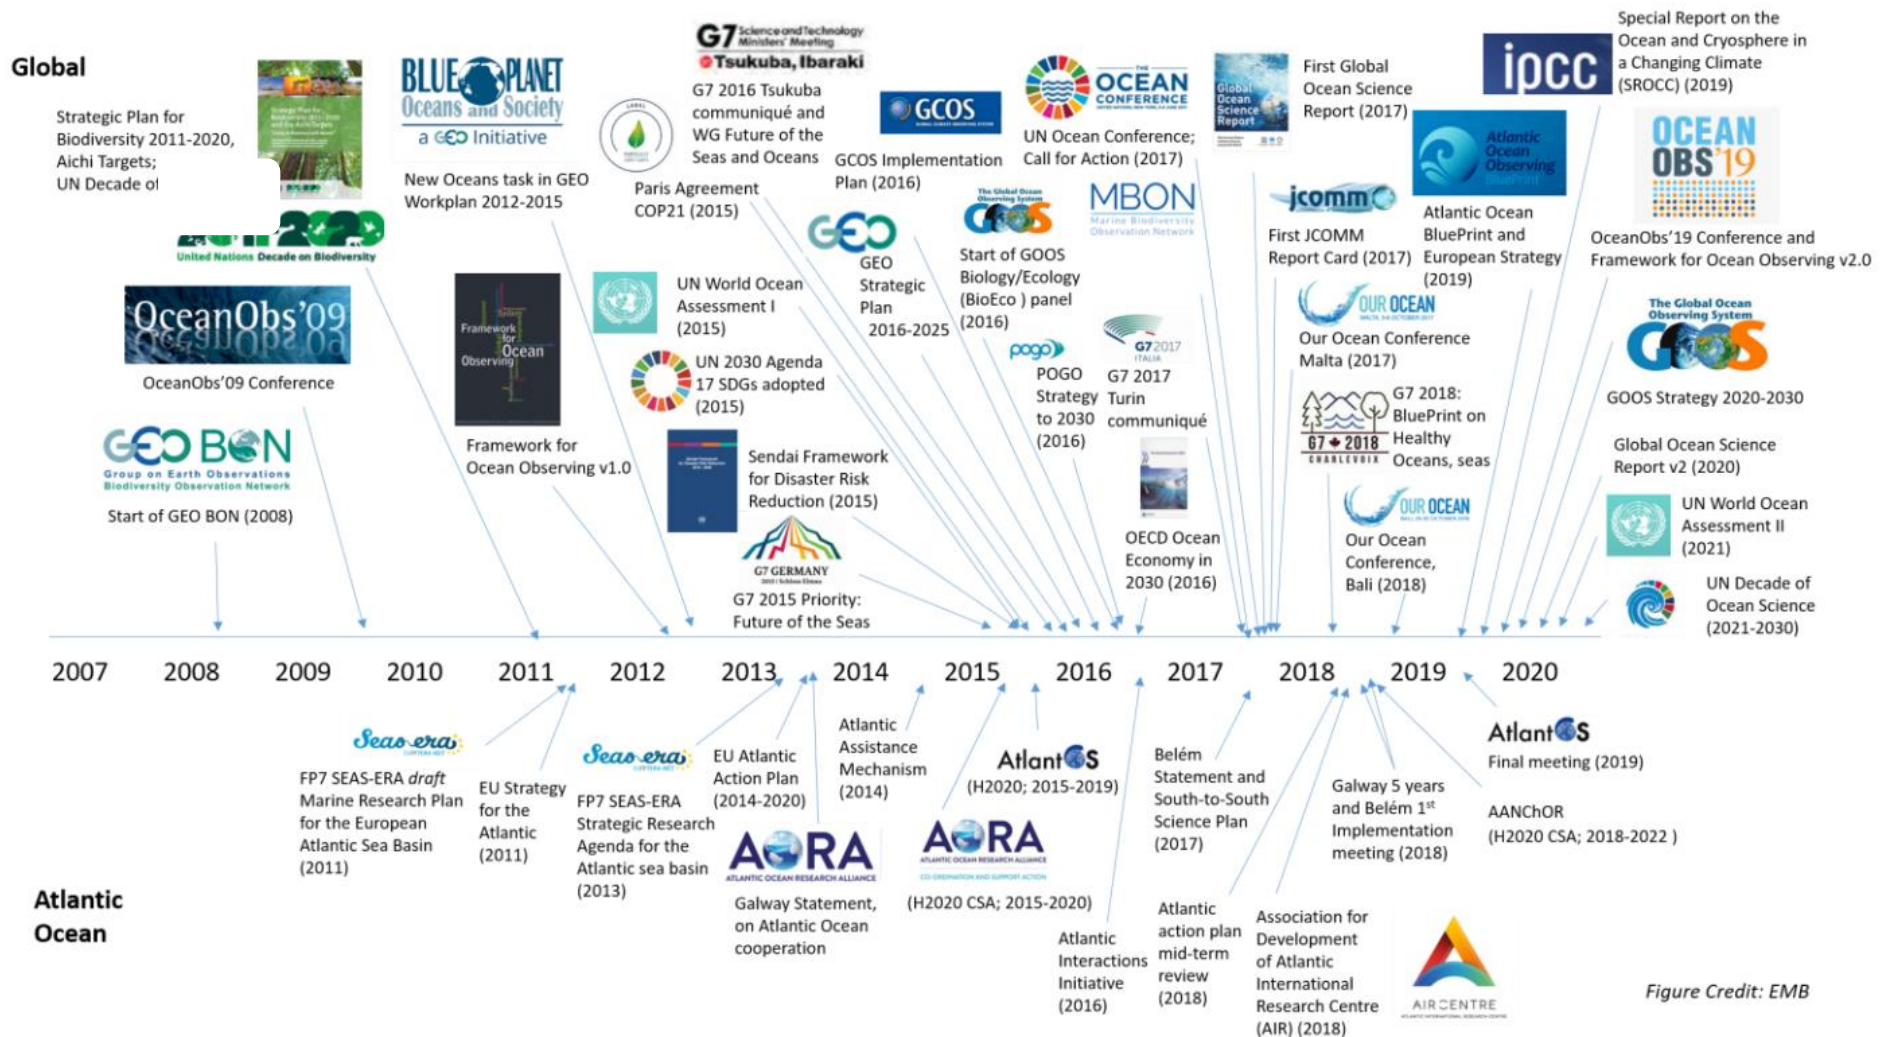 Global
Strategic Plan for
Biodiversity 2011-2020,
Aichi Targets;
UN Decade of
United Nations Decade on Biodiversity
OceanObs'09
OceanObs'09 Conference
GEO BON
Group on Earth Observations
Biodiversity Observation Network
Start of GEO BON (2008)
BLUE PLANET
Oceans and Society
a GEO Initiative
New Oceans task in GEO
Workplan 2012-2015
Framework
for
Ocean
Observing
Framework for
Ocean Observing v1.0
Paris Agreement
COP21 (2015)
G7 Science and Technology
Ministers' Meeting
Tsukuba, Ibaraki
G7 2016 Tsukuba
communiqué and
WG Future of the
Seas and Oceans
UN World Ocean
Assessment I
(2015)
UN 2030 Agenda
17 SDGs adopted
(2015)
Sendai Framework
for Disaster Risk
Reduction (2015)
G7 GERMANY
G7 2015 Priority:
Future of the Seas
GCOS
GCOS Implementation
Plan (2016)
GEO
GEO
Strategic
Plan
2016-2025
The Global Ocean
Observing System
GOOS
Start of GOOS
Biology/Ecology
(BioEco ) panel
(2016)
pogo
POGO
Strategy
to 2030
(2016)
THE
OCEAN
CONFERENCE
UN Ocean Conference;
Call for Action (2017)
MBON
Marine Biodiversity
Observation Network
G7 2017
ITALIA
G7 2017
Turin
communiqué
OECD Ocean
Economy in
2030 (2016)
Global
Ocean
Science
Report
First Global
Ocean Science
Report (2017)
jcomm
First JCOMM
Report Card (2017)
OUR OCEAN
Our Ocean Conference
Malta (2017)
G7 2018
CHARLEVOIX
G7 2018:
BluePrint on
Healthy
Oceans, seas
OUR OCEAN
Our Ocean
Conference,
Bali (2018)
ipcc
Special Report on the
Ocean and Cryosphere in
a Changing Climate
(SROCC) (2019)
Atlantic
Ocean
Observing
BluePrint
Atlantic Ocean
BluePrint and
European Strategy
(2019)
OCEAN
OBS'19
OceanObs'19 Conference and
Framework for Ocean Observing v2.0
The Global Ocean
Observing System
GOOS
GOOS Strategy 2020-2030
Global Ocean Science
Report v2 (2020)
UN World Ocean
Assessment II
(2021)
UN Decade of
Ocean Science
(2021-2030)
2007 2008 2009 2010 2011 2012 2013 2014 2015 2016 2017 2018 2019 2020
Seas-era
FP7 SEAS-ERA draft
Marine Research Plan
for the European
Atlantic Sea Basin
(2011)
EU Strategy
for the
Atlantic
(2011)
Seas-era
FP7 SEAS-ERA
Strategic Research
Agenda for the
Atlantic sea basin
(2013)
EU Atlantic
Action Plan
(2014-2020)
AORA
ATLANTIC OCEAN RESEARCH ALLIANCE
Galway Statement,
on Atlantic Ocean
cooperation
Atlantic
Assistance
Mechanism
(2014)
AORA
ATLANTIC OCEAN RESEARCH ALLIANCE
CO-ORDINATION AND SUPPORT ACTION
(H2020 CSA; 2015-2020)
AtlantOS
(H2020; 2015-2019)
Atlantic
Interactions
Initiative
(2016)
Belém
Statement and
South-to-South
Science Plan
(2017)
Atlantic
action plan
mid-term
review
(2018)
Association for
Development
of Atlantic
International
Research Centre
(AIR) (2018)
Galway 5 years
and Belém 1st
Implementation
meeting (2018)
AIR CENTRE
ATLANTIC INTERNATIONAL RESEARCH CENTRE
AtlantOS
Final meeting (2019)
AANChOR
(H2020 CSA; 2018-2022 )
Atlantic
Ocean
Figure Credit: EMB